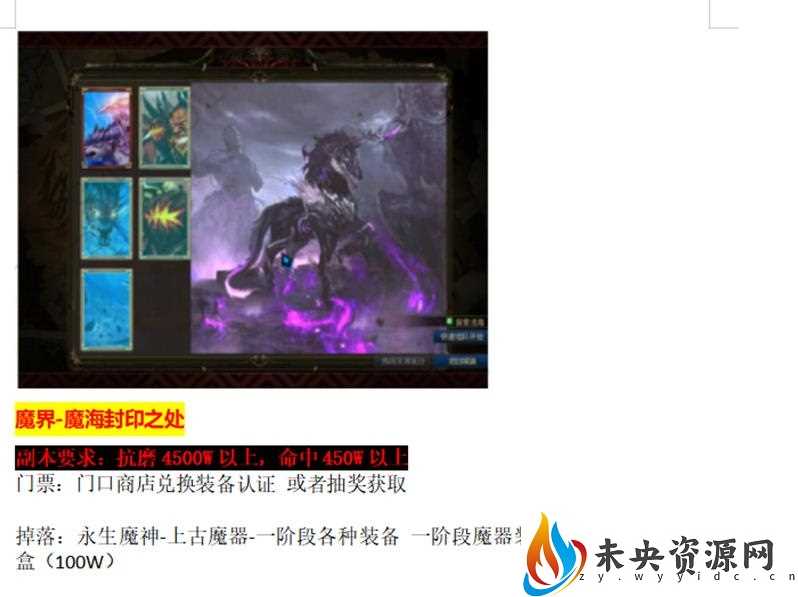 魔界-魔海封印之处
副本要求：抗磨 4500W 以上，命中 450W 以上
门票：门口商店兑换装备认证 或者抽奖获取
掉落：永生魔神-上古魔器-一阶段各种装备 一阶段魔器
盒（100W）
未央资源网
zy.wyyidc.cn